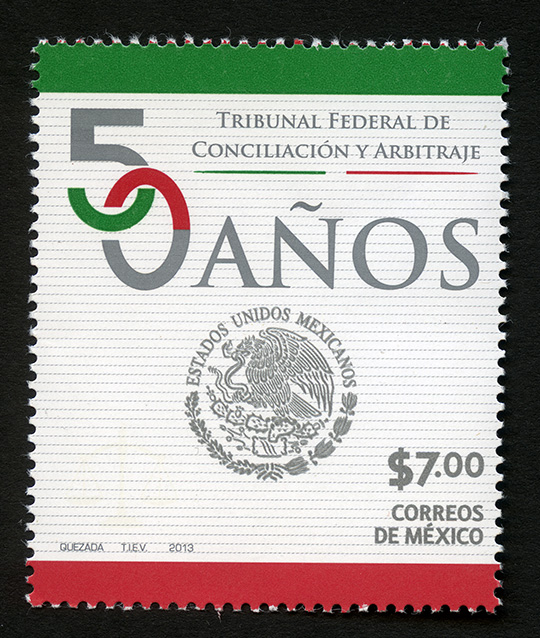 TRIBUNAL FEDERAL DE
CONCILIACIÓN Y ARBITRAJE
50 AÑOS
ESTADOS UNIDOS MEXICANOS
$7.00
CORREOS
DE MÉXICO
QUEZADA T.I.E.V. 2013